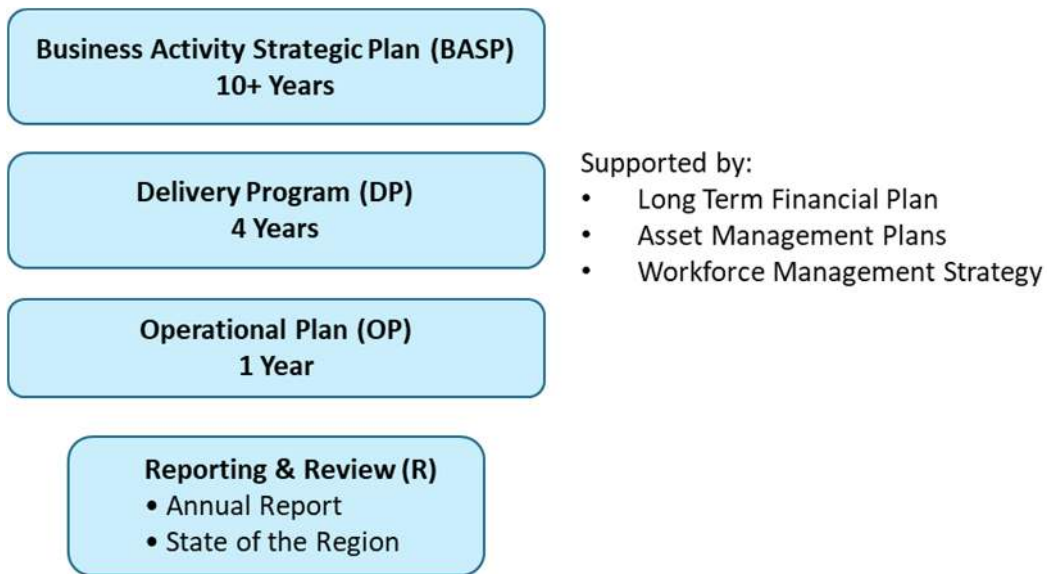 Business Activity Strategic Plan (BASP)
10+ Years
Delivery Program (DP)
4 Years
Supported by:
• Long Term Financial Plan
• Asset Management Plans
• Workforce Management Strategy
Operational Plan (OP)
1 Year
Reporting & Review (R)
• Annual Report
• State of the Region